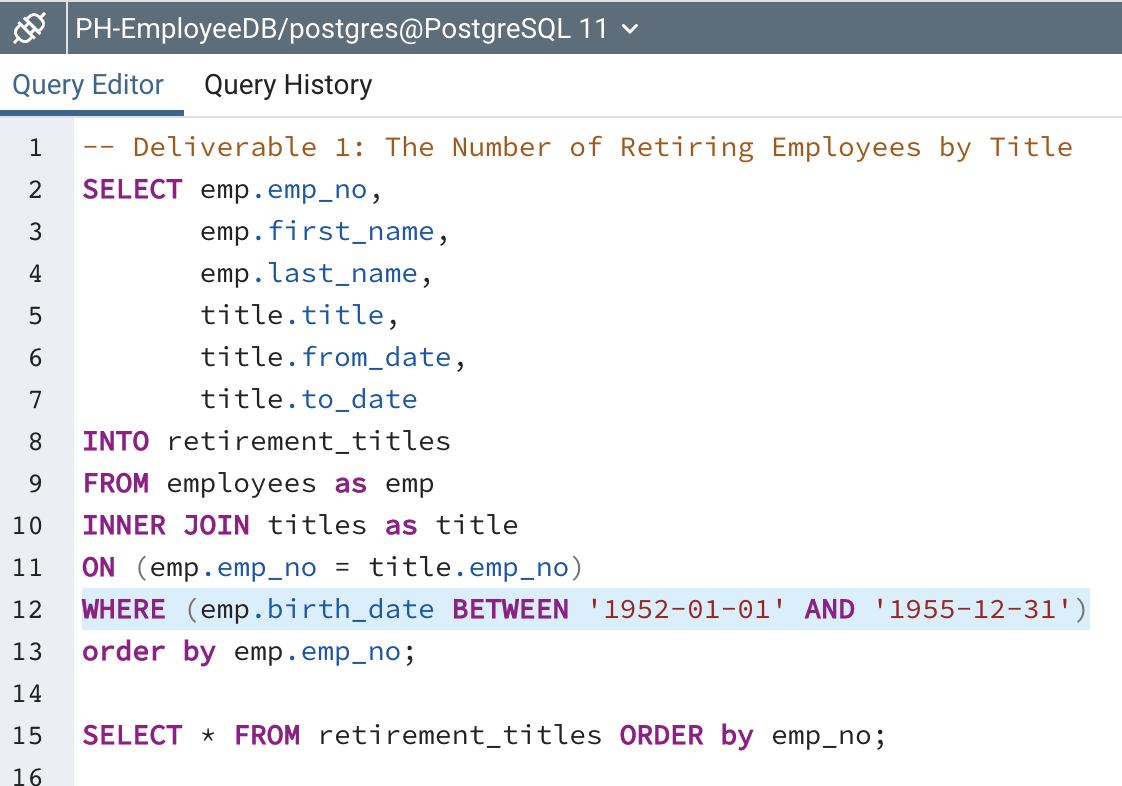 PH-EmployeeDB/postgres@PostgreSQL 11
Query Editor Query History
1 -- Deliverable 1: The Number of Retiring Employees by Title
2 SELECT emp.emp_no,
3 emp.first_name,
4 emp.last_name,
5 title.title,
6 title.from_date,
7 title.to_date
8 INTO retirement_titles
9 FROM employees as emp
10 INNER JOIN titles as title
11 ON (emp.emp_no = title.emp_no)
12 WHERE (emp.birth_date BETWEEN '1952-01-01' AND '1955-12-31')
13 order by emp.emp_no;
14
15 SELECT * FROM retirement_titles ORDER by emp_no;
16